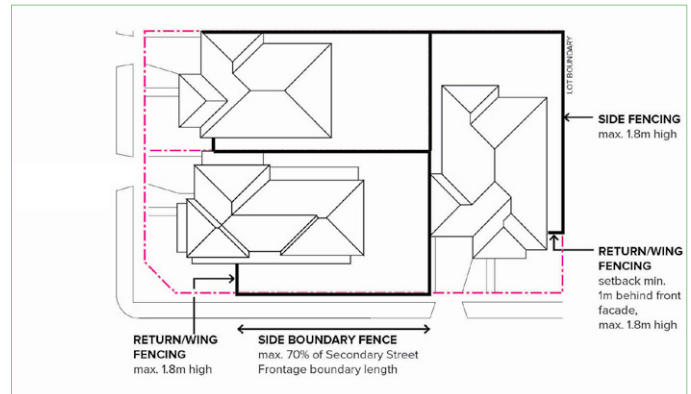 LOT BOUNDARY
SIDE FENCING
max. 1.8m high
RETURN/WING
FENCING
setback min.
1m behind front
facade,
max. 1.8m high
RETURN/WING
FENCING
max. 1.8m high
SIDE BOUNDARY FENCE
max. 70% of Secondary Street
Frontage boundary length